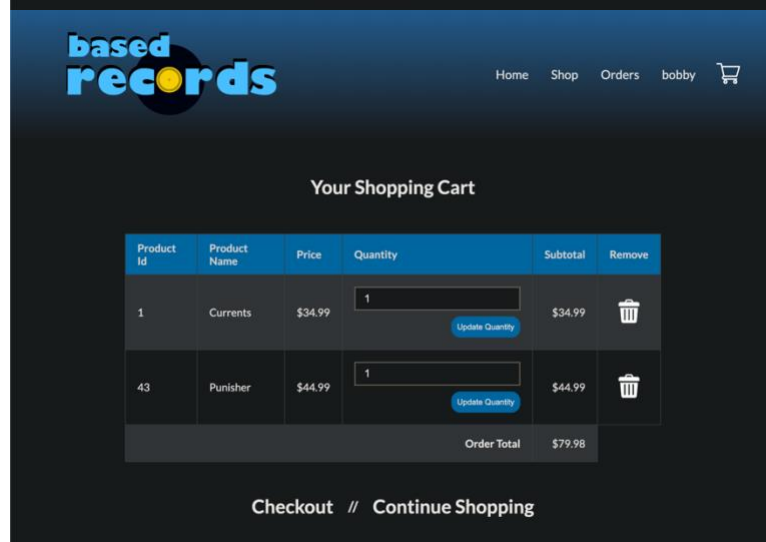 based
records
Home Shop Orders bobby
Your Shopping Cart
Product Id Product Name Price Quantity Subtotal Remove
1 Currents $34.99 1 $34.99
Update Quantity
43 Punisher $44.99 1 $44.99
Update Quantity
Order Total $79.98
Checkout // Continue Shopping